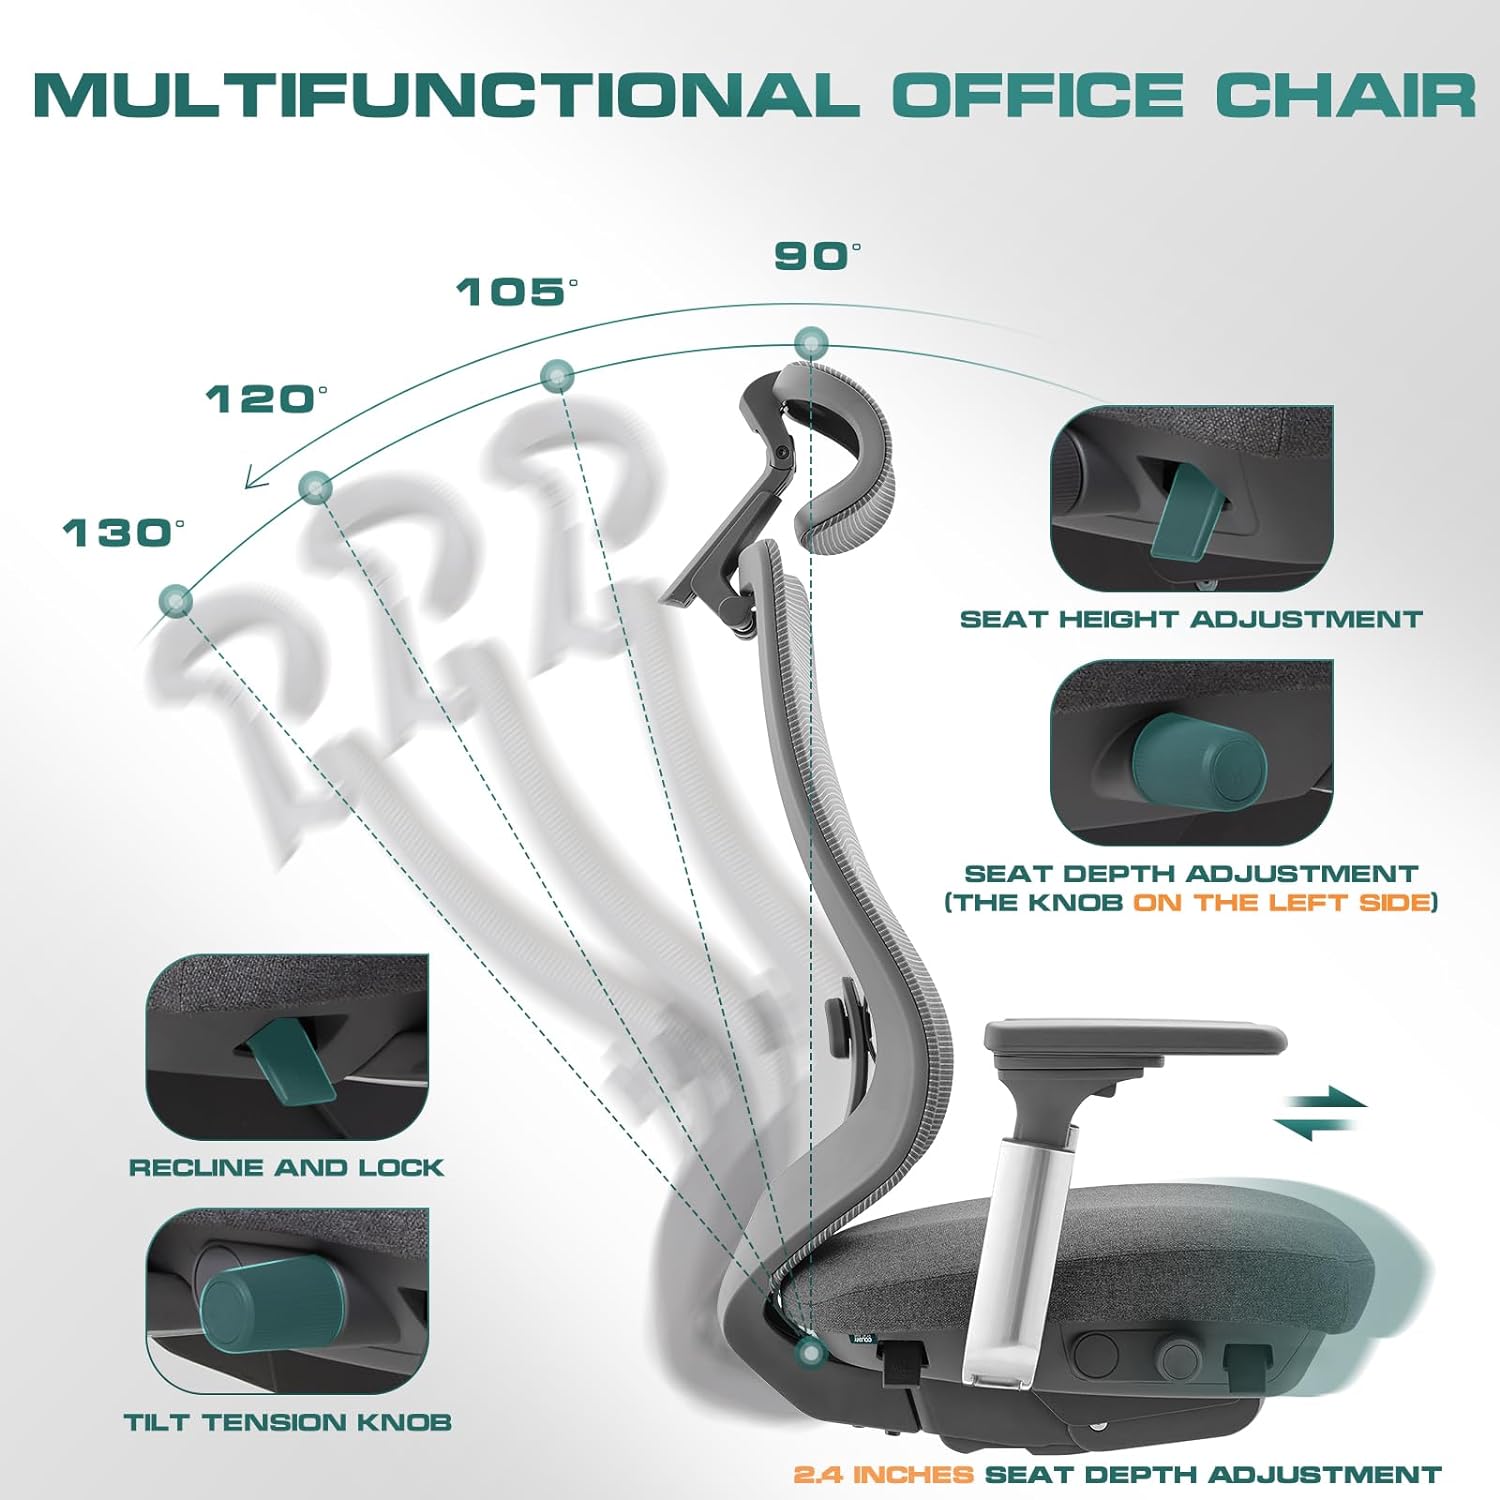 MULTIFUNCTIONAL OFFICE CHAIR
90°
105°
120°
130°
SEAT HEIGHT ADJUSTMENT
SEAT DEPTH ADJUSTMENT
(THE KNOB ON THE LEFT SIDE)
RECLINE AND LOCK
TILT TENSION KNOB
2.4 INCHES SEAT DEPTH ADJUSTMENT